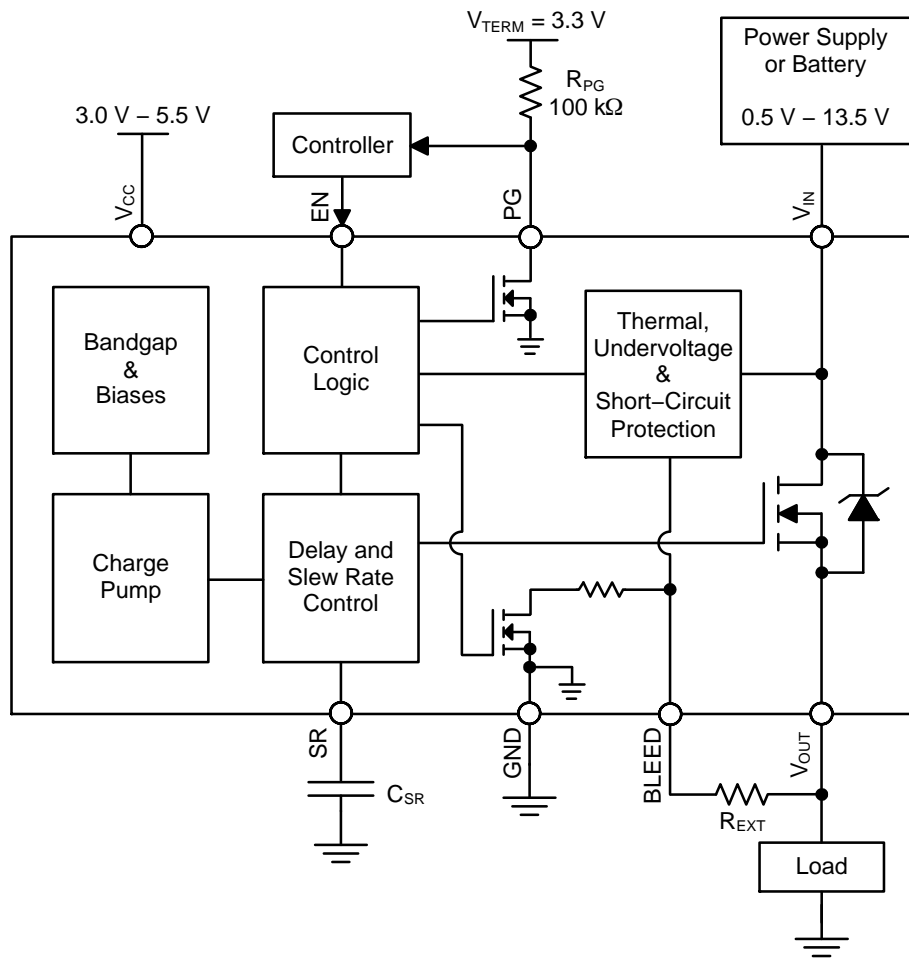 V_TERM = 3.3 V
R_PG
100 kΩ
Power Supply
or Battery
0.5 V – 13.5 V
3.0 V – 5.5 V
Controller
V_CC
EN
PG
V_IN
Bandgap
&
Biases
Control
Logic
Thermal,
Undervoltage
&
Short–Circuit
Protection
Charge
Pump
Delay and
Slew Rate
Control
SR
GND
BLEED
V_OUT
C_SR
R_EXT
Load